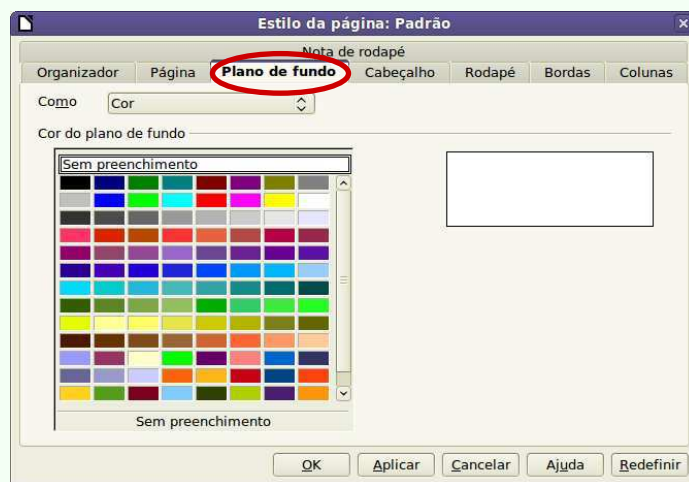 Estilo da página: Padrão
Nota de rodapé
Organizador Página Plano de fundo Cabeçalho Rodapé Bordas Colunas
Como Cor
Cor do plano de fundo
Sem preenchimento
Sem preenchimento
OK Aplicar Cancelar Ajuda Redefinir